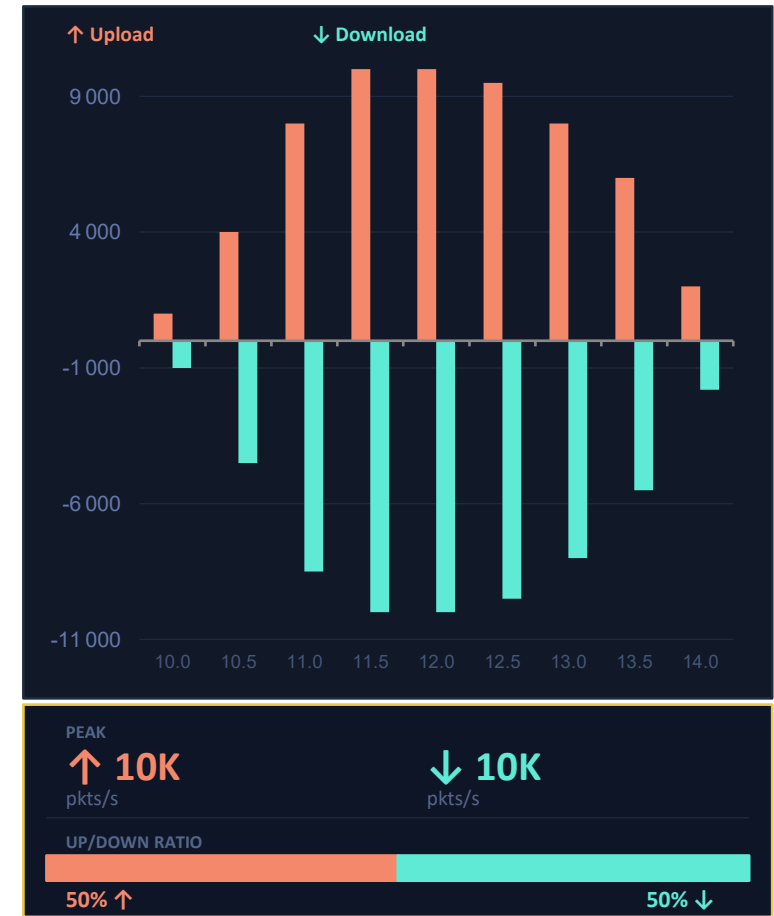 ↑ Upload ↓ Download
9 000
4 000
-1 000
-6 000
-11 000
10.0 10.5 11.0 11.5 12.0 12.5 13.0 13.5 14.0
PEAK
↑ 10K ↓ 10K
pkts/s pkts/s
UP/DOWN RATIO
50% ↑ 50% ↓